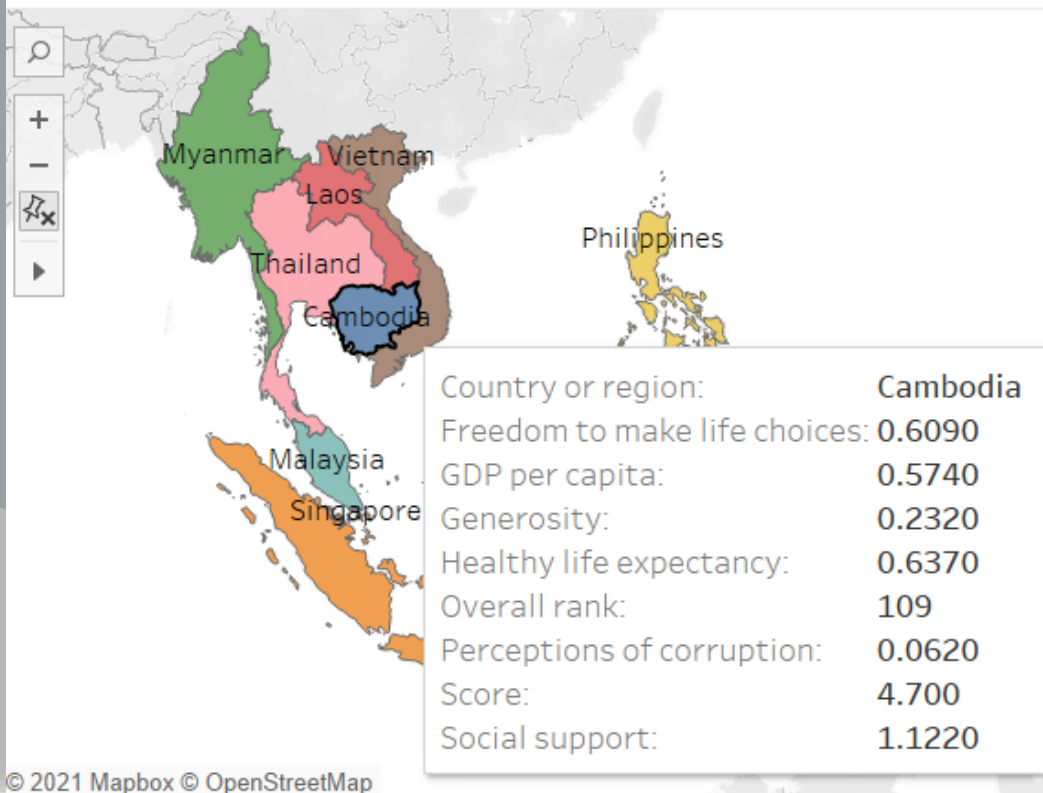 +
−
Myanmar
Vietnam
Laos
Philippines
Thailand
Cambodia
Malaysia
Singapore
Country or region: Cambodia
Freedom to make life choices: 0.6090
GDP per capita: 0.5740
Generosity: 0.2320
Healthy life expectancy: 0.6370
Overall rank: 109
Perceptions of corruption: 0.0620
Score: 4.700
Social support: 1.1220
© 2021 Mapbox © OpenStreetMap